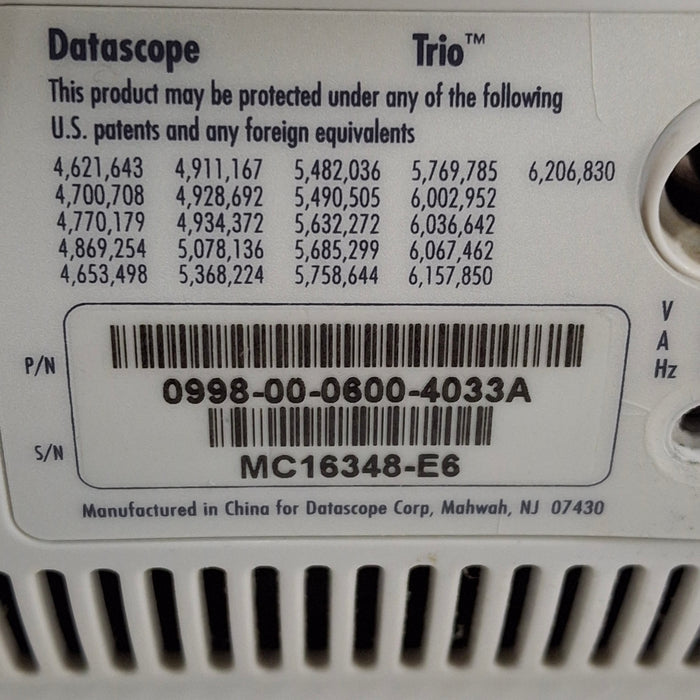 Datascope Trio™
This product may be protected under any of the following
U.S. patents and any foreign equivalents
4,621,643 4,911,167 5,482,036 5,769,785 6,206,830
4,700,708 4,928,692 5,490,505 6,002,952
4,770,179 4,934,372 5,632,272 6,036,642
4,869,254 5,078,136 5,685,299 6,067,462
4,653,498 5,368,224 5,758,644 6,157,850
P/N 0998-00-0600-4033A
S/N MC16348-E6
Manufactured in China for Datascope Corp, Mahwah, NJ 07430
V
A
Hz